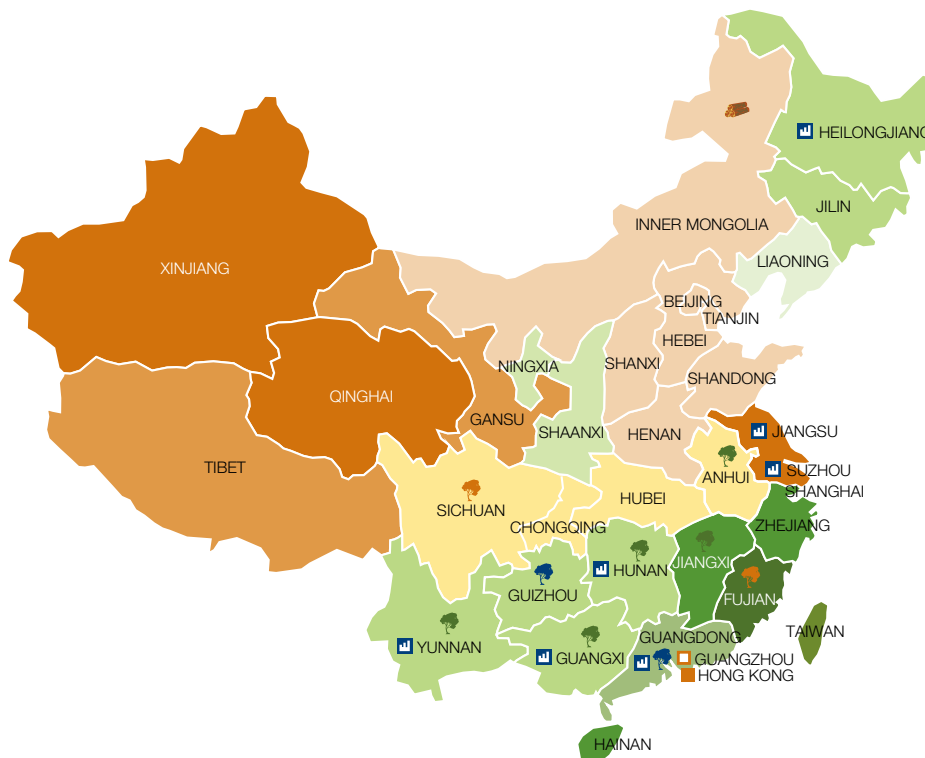 HEILONGJIANG
JILIN
INNER MONGOLIA
LIAONING
XINJIANG
BEIJING
TIANJIN
HEBEI
NINGXIA
SHANXI
SHANDONG
QINGHAI
GANSU
SHAANXI
HENAN
JIANGSU
TIBET
ANHUI
SUZHOU
SHANGHAI
SICHUAN
HUBEI
CHONGQING
ZHEJIANG
JIANGXI
HUNAN
GUIZHOU
FUJIAN
TAIWAN
GUANGDONG
YUNNAN
GUANGXI
GUANGZHOU
HONG KONG
HAINAN